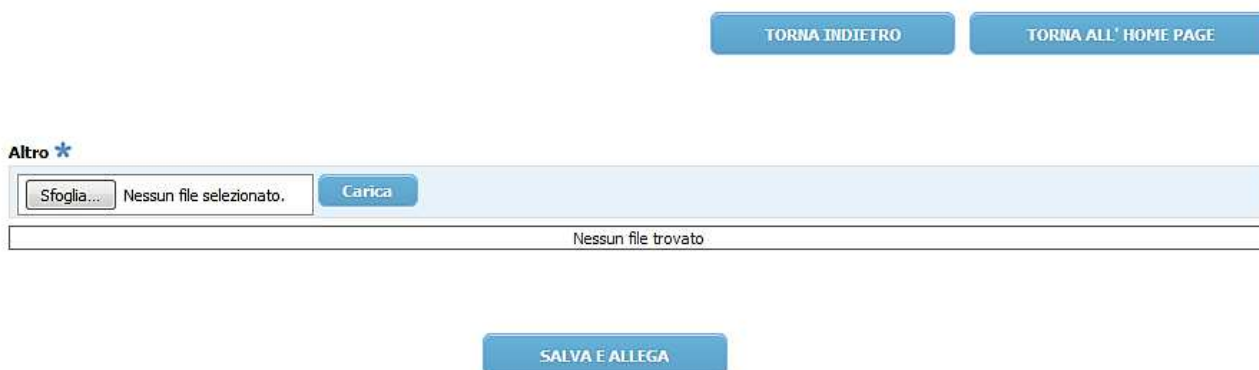 TORNA INDIETRO TORNA ALL' HOME PAGE
Altro *
Sfoglia... Nessun file selezionato. Carica
Nessun file trovato
SALVA E ALLEGA